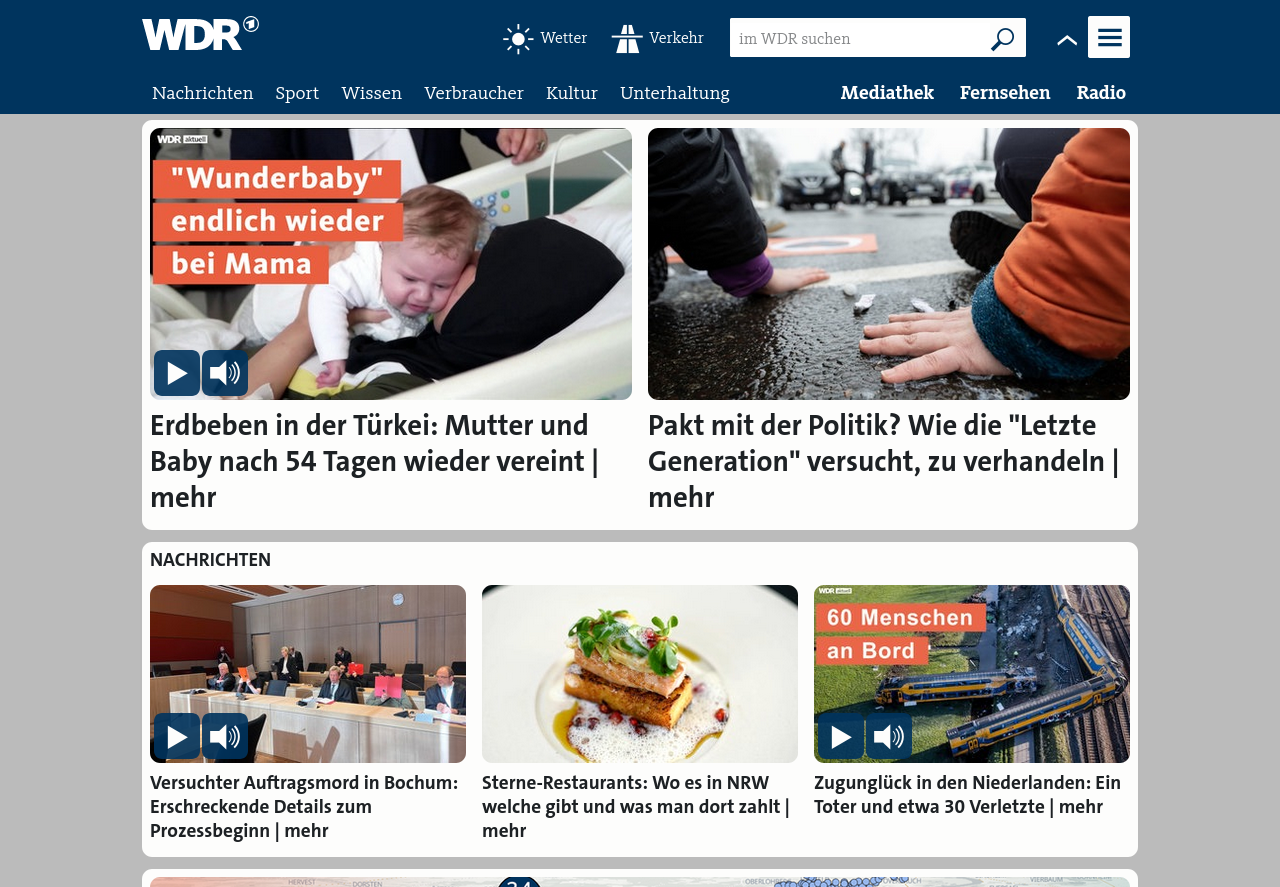 WDR
Wetter
Verkehr
im WDR suchen
Nachrichten
Sport
Wissen
Verbraucher
Kultur
Unterhaltung
Mediathek
Fernsehen
Radio
WDR aktuell
"Wunderbaby"
endlich wieder
bei Mama
Erdbeben in der Türkei: Mutter und
Baby nach 54 Tagen wieder vereint |
mehr
Pakt mit der Politik? Wie die "Letzte
Generation" versucht, zu verhandeln |
mehr
NACHRICHTEN
Versuchter Auftragsmord in Bochum:
Erschreckende Details zum
Prozessbeginn | mehr
Sterne-Restaurants: Wo es in NRW
welche gibt und was man dort zahlt |
mehr
WDR aktuell
60 Menschen
an Bord
Zugunglück in den Niederlanden: Ein
Toter und etwa 30 Verletzte | mehr
HERVEST
DORSTEN
VIERBAUM